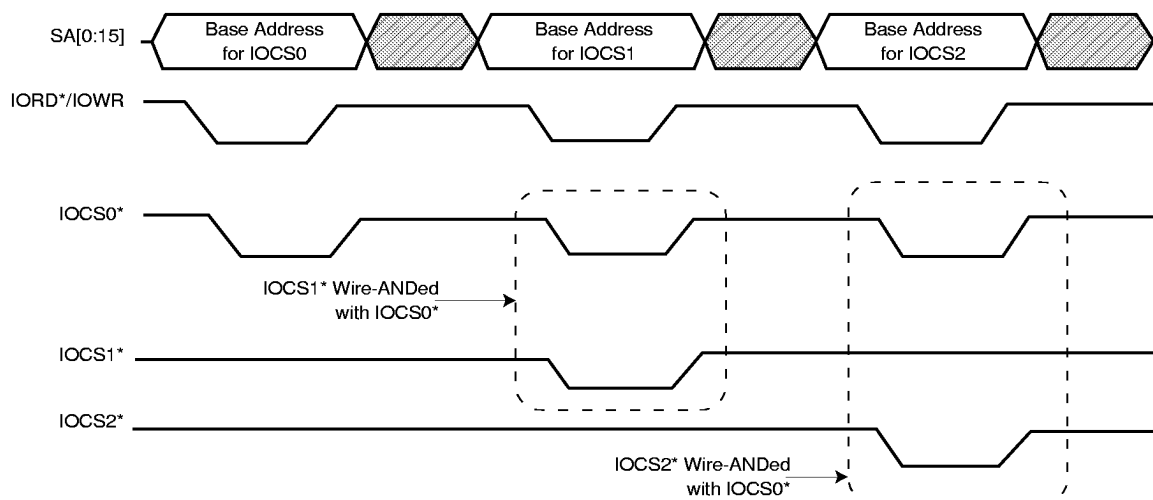 SA[0:15]
Base Address
for IOCS0
Base Address
for IOCS1
Base Address
for IOCS2
IORD*/IOWR
IOCS0*
IOCS1* Wire-ANDed
with IOCS0*
IOCS1*
IOCS2*
IOCS2* Wire-ANDed
with IOCS0*